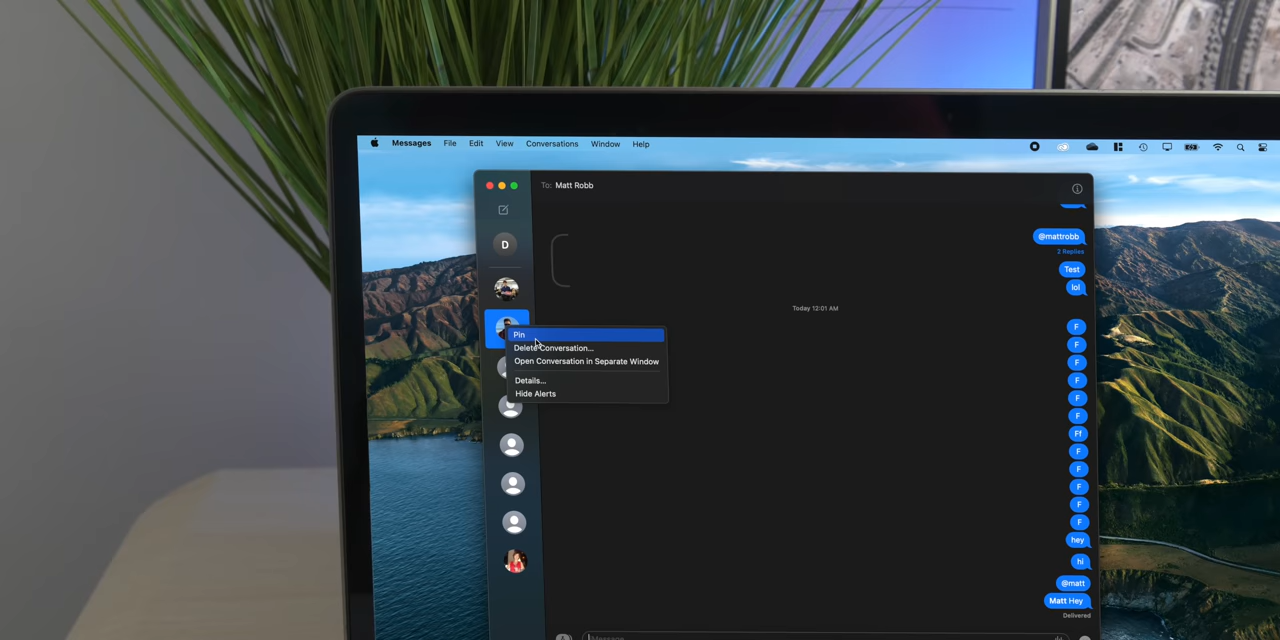 Messages File Edit View Conversations Window Help
To: Matt Robb
D
@mattrobb
2 Replies
Test
lol
Today 12:01 AM
Pin
Delete Conversation...
Open Conversation in Separate Window
Details...
Hide Alerts
F
F
F
F
F
F
Ff
F
F
F
F
F
hey
hi
@matt
Matt Hey
Delivered
Message